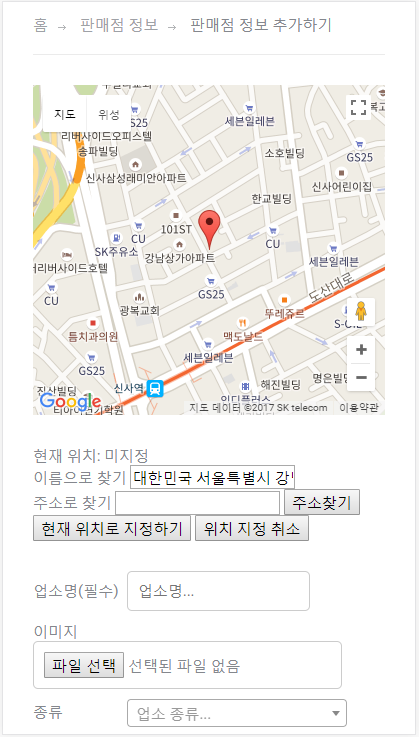 홈 → 판매점 정보 → 판매점 정보 추가하기
GS25
지도 위성
리버사이드오피스텔
세븐일레븐
송파빌딩
소호빌딩
GS25
신사삼성래미안아파트
신사어린이집
한교빌딩
101ST
SK주유소
CU
강남상가아파트
세븐일레븐
리버사이드호텔
CU
GS25
도산대로
광복교회
뚜레쥬르
톰치과의원
맥도날드
세븐일레븐
CU
신사역
명은빌딩
해진빌딩
Google
지도 데이터 ©2017 SK telecom 이용약관
현재 위치: 미지정
이름으로 찾기 대한민국 서울특별시 강
주소로 찾기 주소찾기
현재 위치로 지정하기 위치 지정 취소
업소명(필수) 업소명...
이미지
파일 선택 선택된 파일 없음
종류 업소 종류...